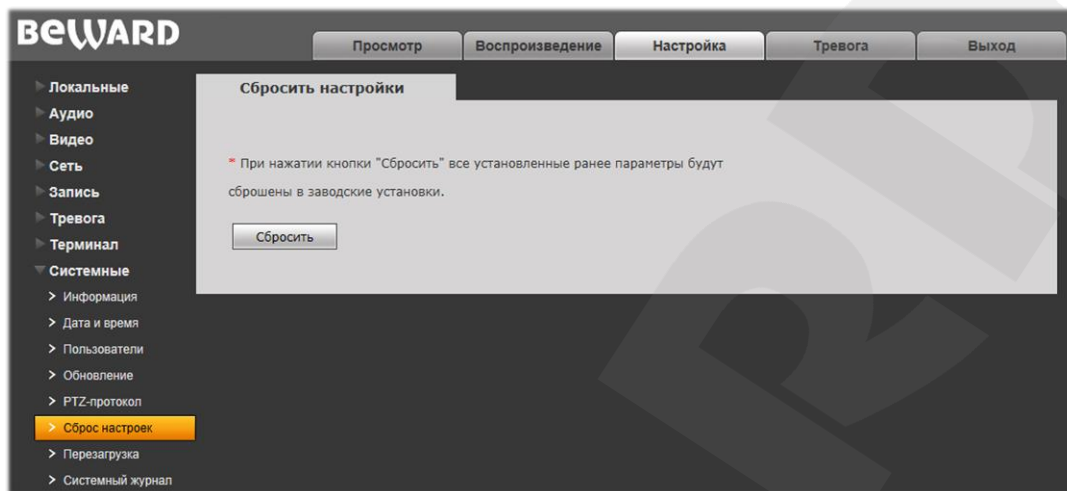 BEWARD
Просмотр
Воспроизведение
Настройка
Тревога
Выход
Локальные
Аудио
Видео
Сеть
Запись
Тревога
Терминал
Системные
Информация
Дата и время
Пользователи
Обновление
PTZ-протокол
Сброс настроек
Перезагрузка
Системный журнал
Сбросить настройки
* При нажатии кнопки "Сбросить" все установленные ранее параметры будут
сброшены в заводские установки.
Сбросить